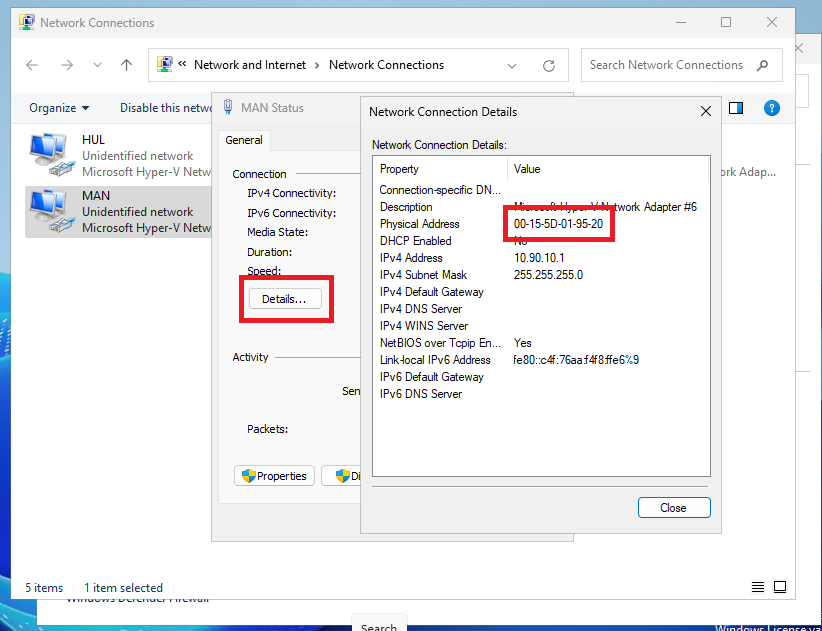 Network Connections
« Network and Internet > Network Connections
Search Network Connections
Organize
Disable this netwo
MAN Status
Network Connection Details
HUL
Unidentified network
Microsoft Hyper-V Netw
MAN
Unidentified network
Microsoft Hyper-V Netw
ork Adap...
General
Connection
IPv4 Connectivity:
IPv6 Connectivity:
Media State:
Duration:
Speed:
Details...
Activity
Sen
Packets:
Properties
Di
Network Connection Details:
Property Value
Connection-specific DN...
Description Microsoft Hyper-V Network Adapter #6
Physical Address 00-15-5D-01-95-20
DHCP Enabled No
IPv4 Address 10.90.10.1
IPv4 Subnet Mask 255.255.255.0
IPv4 Default Gateway
IPv4 DNS Server
IPv4 WINS Server
NetBIOS over Tcpip En... Yes
Link-local IPv6 Address fe80::c4f:76aa:f4f8:ffe6%9
IPv6 Default Gateway
IPv6 DNS Server
Close
5 items 1 item selected
Windows Defender Firewall
Search
Windows License va